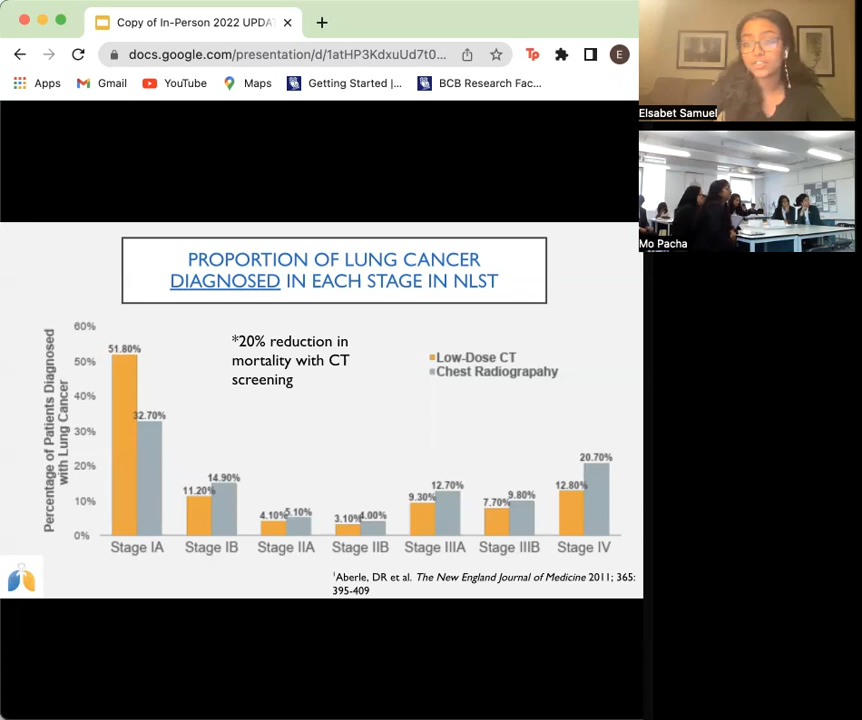 Copy of In-Person 2022 UPDA
docs.google.com/presentation/d/1atHP3KdxuUd7t0...
Tp
E
Apps
Gmail
YouTube
Maps
Getting Started |...
BCB Research Fac...
Elsabet Samuel
Mo Pacha
PROPORTION OF LUNG CANCER
DIAGNOSED IN EACH STAGE IN NLST
Percentage of Patients Diagnosed
with Lung Cancer
60%
50%
40%
30%
20%
10%
0%
*20% reduction in
mortality with CT
screening
Low-Dose CT
Chest Radiograpahy
51.80%
32.70%
11.20%
14.90%
4.10%
5.10%
3.10%
4.00%
9.30%
12.70%
7.70%
9.80%
12.80%
20.70%
Stage IA
Stage IB
Stage IIA
Stage IIB
Stage IIIA
Stage IIIB
Stage IV
1Aberle, DR et al. The New England Journal of Medicine 2011; 365:
395-409